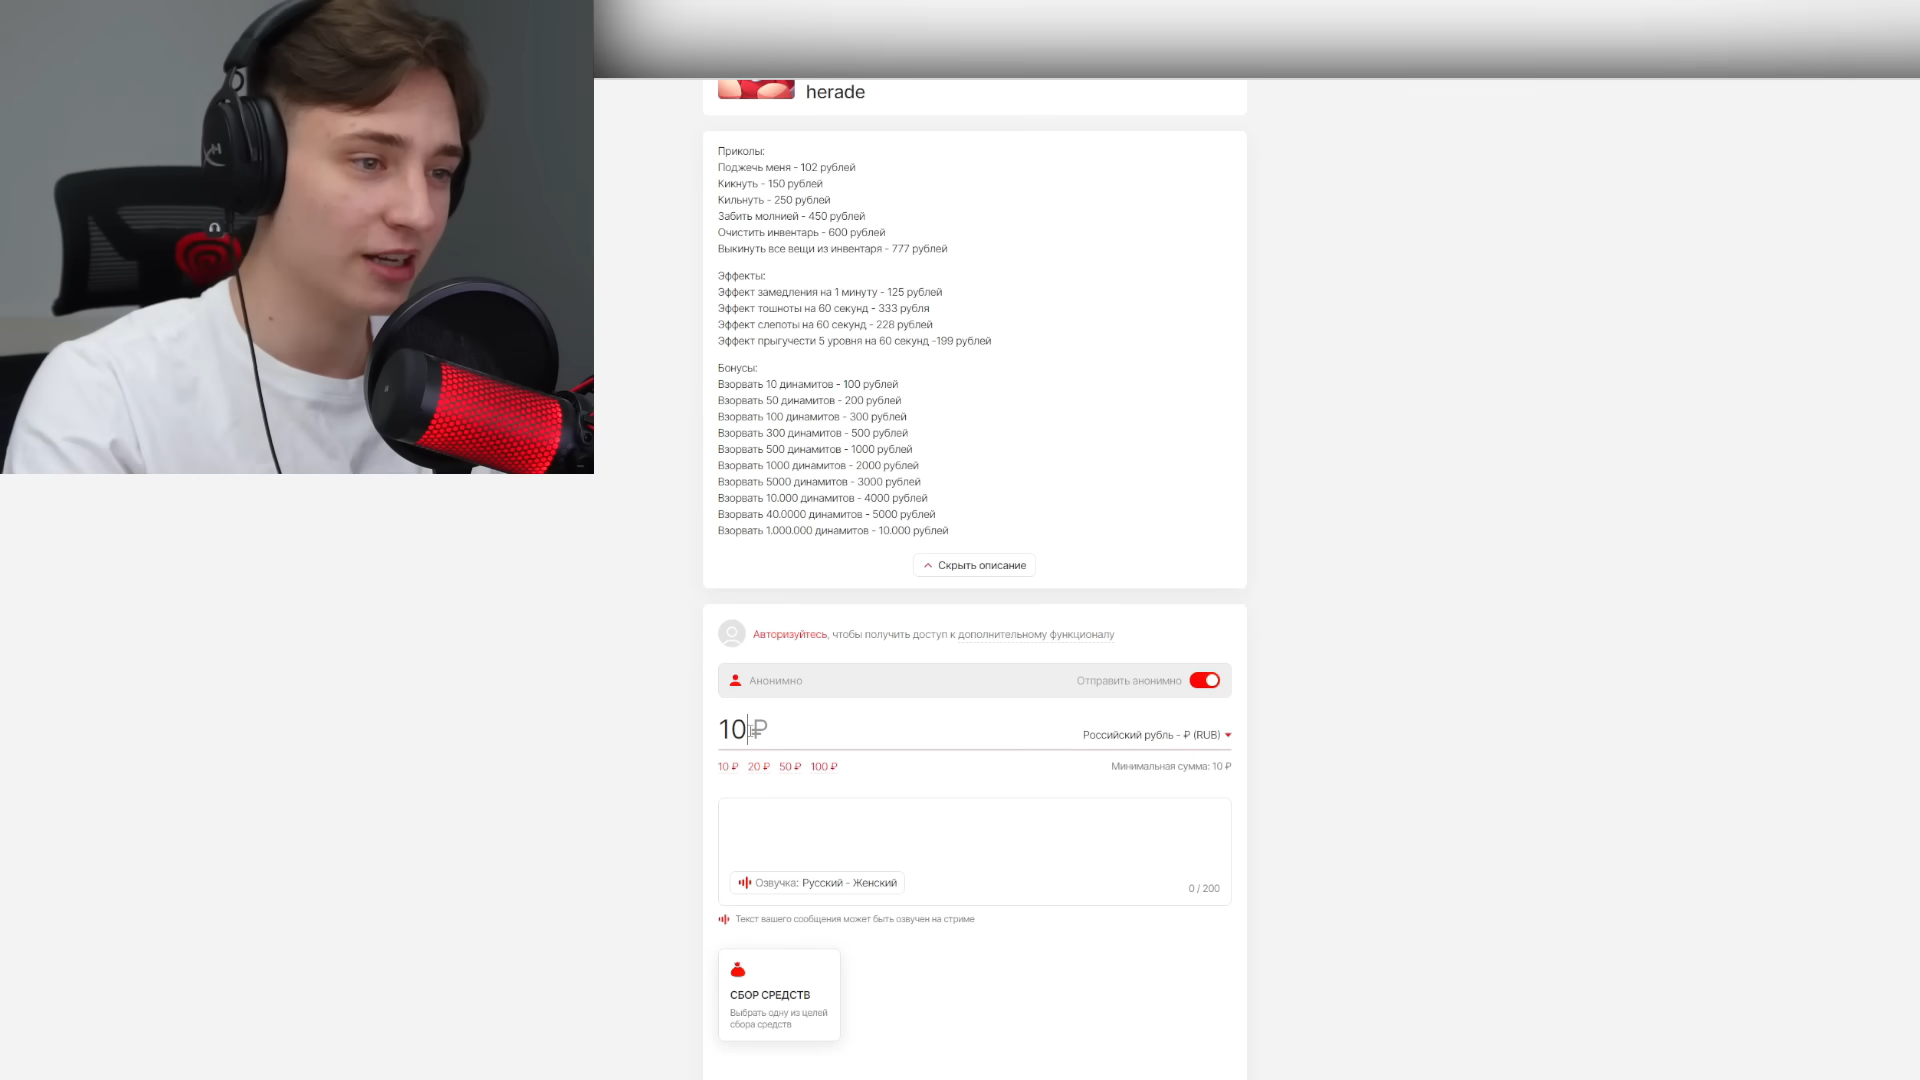 herade
Приколы:
Поджечь меня - 102 рублей
Кикнуть - 150 рублей
Кильнуть - 250 рублей
Забить молнией - 450 рублей
Очистить инвентарь - 600 рублей
Выкинуть все вещи из инвентаря - 777 рублей
Эффекты:
Эффект замедления на 1 минуту - 125 рублей
Эффект тошноты на 60 секунд - 333 рубля
Эффект слепоты на 60 секунд - 228 рублей
Эффект прыгучести 5 уровня на 60 секунд -199 рублей
Бонусы:
Взорвать 10 динамитов - 100 рублей
Взорвать 50 динамитов - 200 рублей
Взорвать 100 динамитов - 300 рублей
Взорвать 300 динамитов - 500 рублей
Взорвать 500 динамитов - 1000 рублей
Взорвать 1000 динамитов - 2000 рублей
Взорвать 5000 динамитов - 3000 рублей
Взорвать 10.000 динамитов - 4000 рублей
Взорвать 40.0000 динамитов - 5000 рублей
Взорвать 1.000.000 динамитов - 10.000 рублей
Скрыть описание
Авторизуйтесь, чтобы получить доступ к дополнительному функционалу
Анонимно Отправить анонимно
10 ₽ Российский рубль - ₽ (RUB)
10 ₽ 20 ₽ 50 ₽ 100 ₽ Минимальная сумма: 10 ₽
Озвучка: Русский - Женский 0 / 200
Текст вашего сообщения может быть озвучен на стриме
СБОР СРЕДСТВ
Выбрать одну из целей
сбора средств